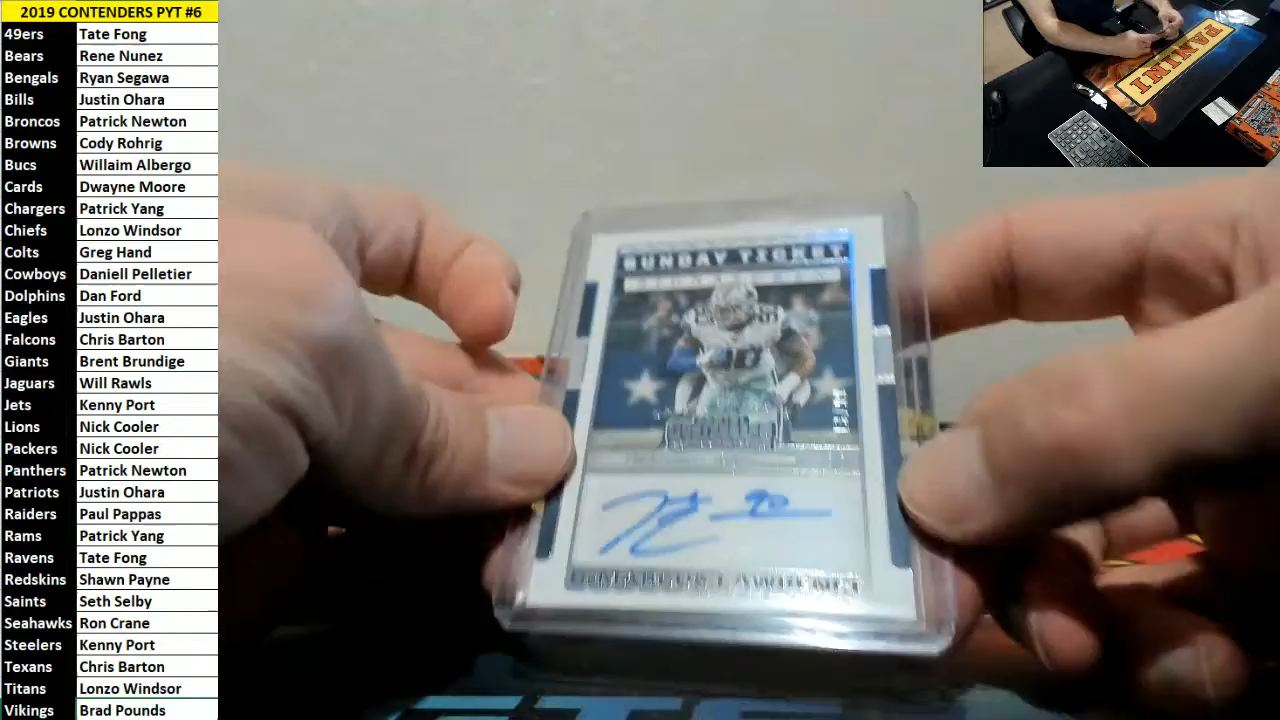 2019 CONTENDERS PYT #6
49ers Tate Fong
Bears Rene Nunez
Bengals Ryan Segawa
Bills Justin Ohara
Broncos Patrick Newton
Browns Cody Rohrig
Bucs Willaim Albergo
Cards Dwayne Moore
Chargers Patrick Yang
Chiefs Lonzo Windsor
Colts Greg Hand
Cowboys Daniell Pelletier
Dolphins Dan Ford
Eagles Justin Ohara
Falcons Chris Barton
Giants Brent Brundige
Jaguars Will Rawls
Jets Kenny Port
Lions Nick Cooler
Packers Nick Cooler
Panthers Patrick Newton
Patriots Justin Ohara
Raiders Paul Pappas
Rams Patrick Yang
Ravens Tate Fong
Redskins Shawn Payne
Saints Seth Selby
Seahawks Ron Crane
Steelers Kenny Port
Texans Chris Barton
Titans Lonzo Windsor
Vikings Brad Pounds
PANINI
SUNDAY TICKET
90
DeMARCUS LAWRENCE